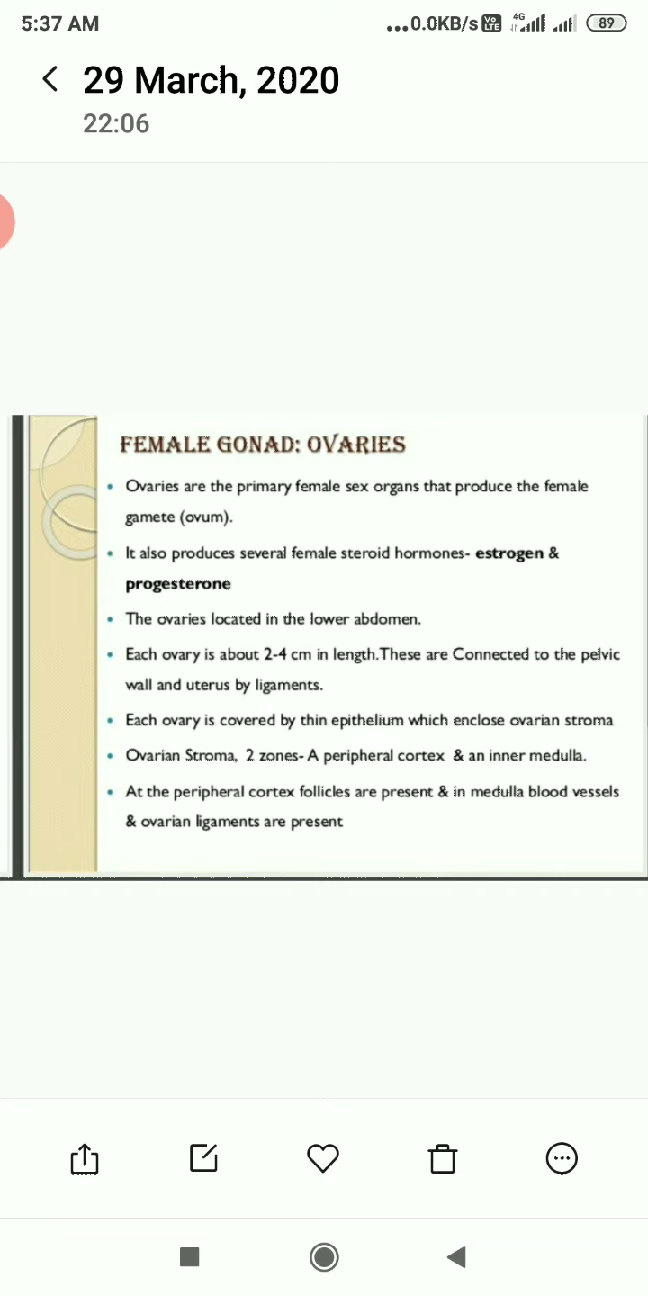 5:37 AM
...0.0KB/s Vo LTE 4G 89
29 March, 2020
22:06
FEMALE GONAD: OVARIES
• Ovaries are the primary female sex organs that produce the female
gamete (ovum).
• It also produces several female steroid hormones- estrogen &
progesterone
• The ovaries located in the lower abdomen.
• Each ovary is about 2-4 cm in length.These are Connected to the pelvic
wall and uterus by ligaments.
• Each ovary is covered by thin epithelium which enclose ovarian stroma
• Ovarian Stroma, 2 zones- A peripheral cortex & an inner medulla.
• At the peripheral cortex follicles are present & in medulla blood vessels
& ovarian ligaments are present